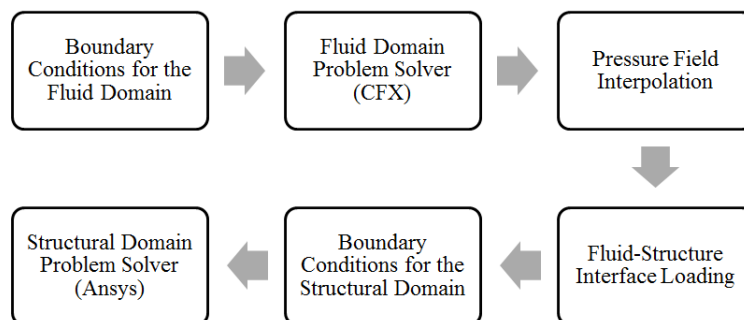 Boundary
Conditions for the
Fluid Domain
Fluid Domain
Problem Solver
(CFX)
Pressure Field
Interpolation
Fluid-Structure
Interface Loading
Boundary
Conditions for the
Structural Domain
Structural Domain
Problem Solver
(Ansys)